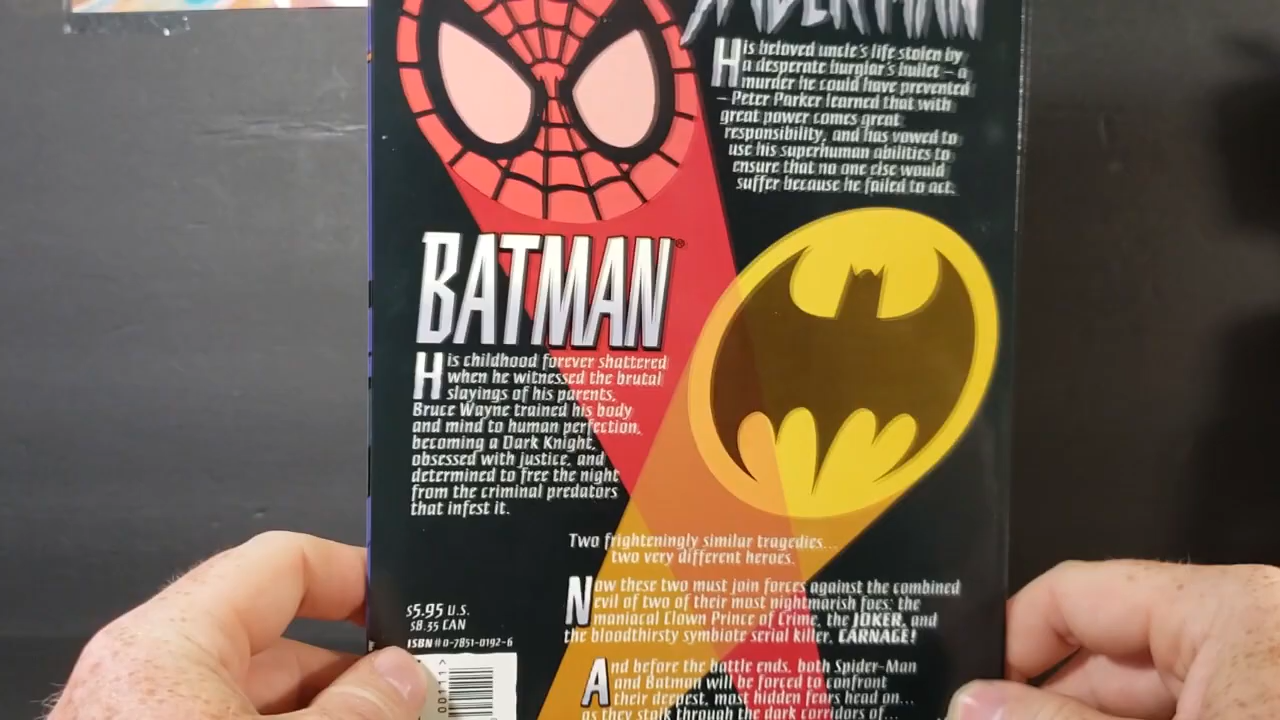 SPIDER-MAN
His beloved uncle's life stolen by
a desperate burglar's bullet – a
murder he could have prevented
– Peter Parker learned that with
great power comes great
responsibility, and has vowed to
use his superhuman abilities to
ensure that no one else would
suffer because he failed to act.
BATMAN®
His childhood forever shattered
when he witnessed the brutal
slayings of his parents,
Bruce Wayne trained his body
and mind to human perfection,
becoming a Dark Knight,
obsessed with justice, and
determined to free the night
from the criminal predators
that infest it.
Two frighteningly similar tragedies...
two very different heroes.
Now these two must join forces against the combined
evil of two of their most nightmarish foes: the
maniacal Clown Prince of Crime, the JOKER, and
the bloodthirsty symbiote serial killer, CARNAGE!
And before the battle ends, both Spider-Man
and Batman will be forced to confront
their deepest, most hidden fears head on...
as they stalk through the dark corridors of...
$5.95 U.S.
$8.35 CAN
ISBN # 0-7851-0192-6
00111>